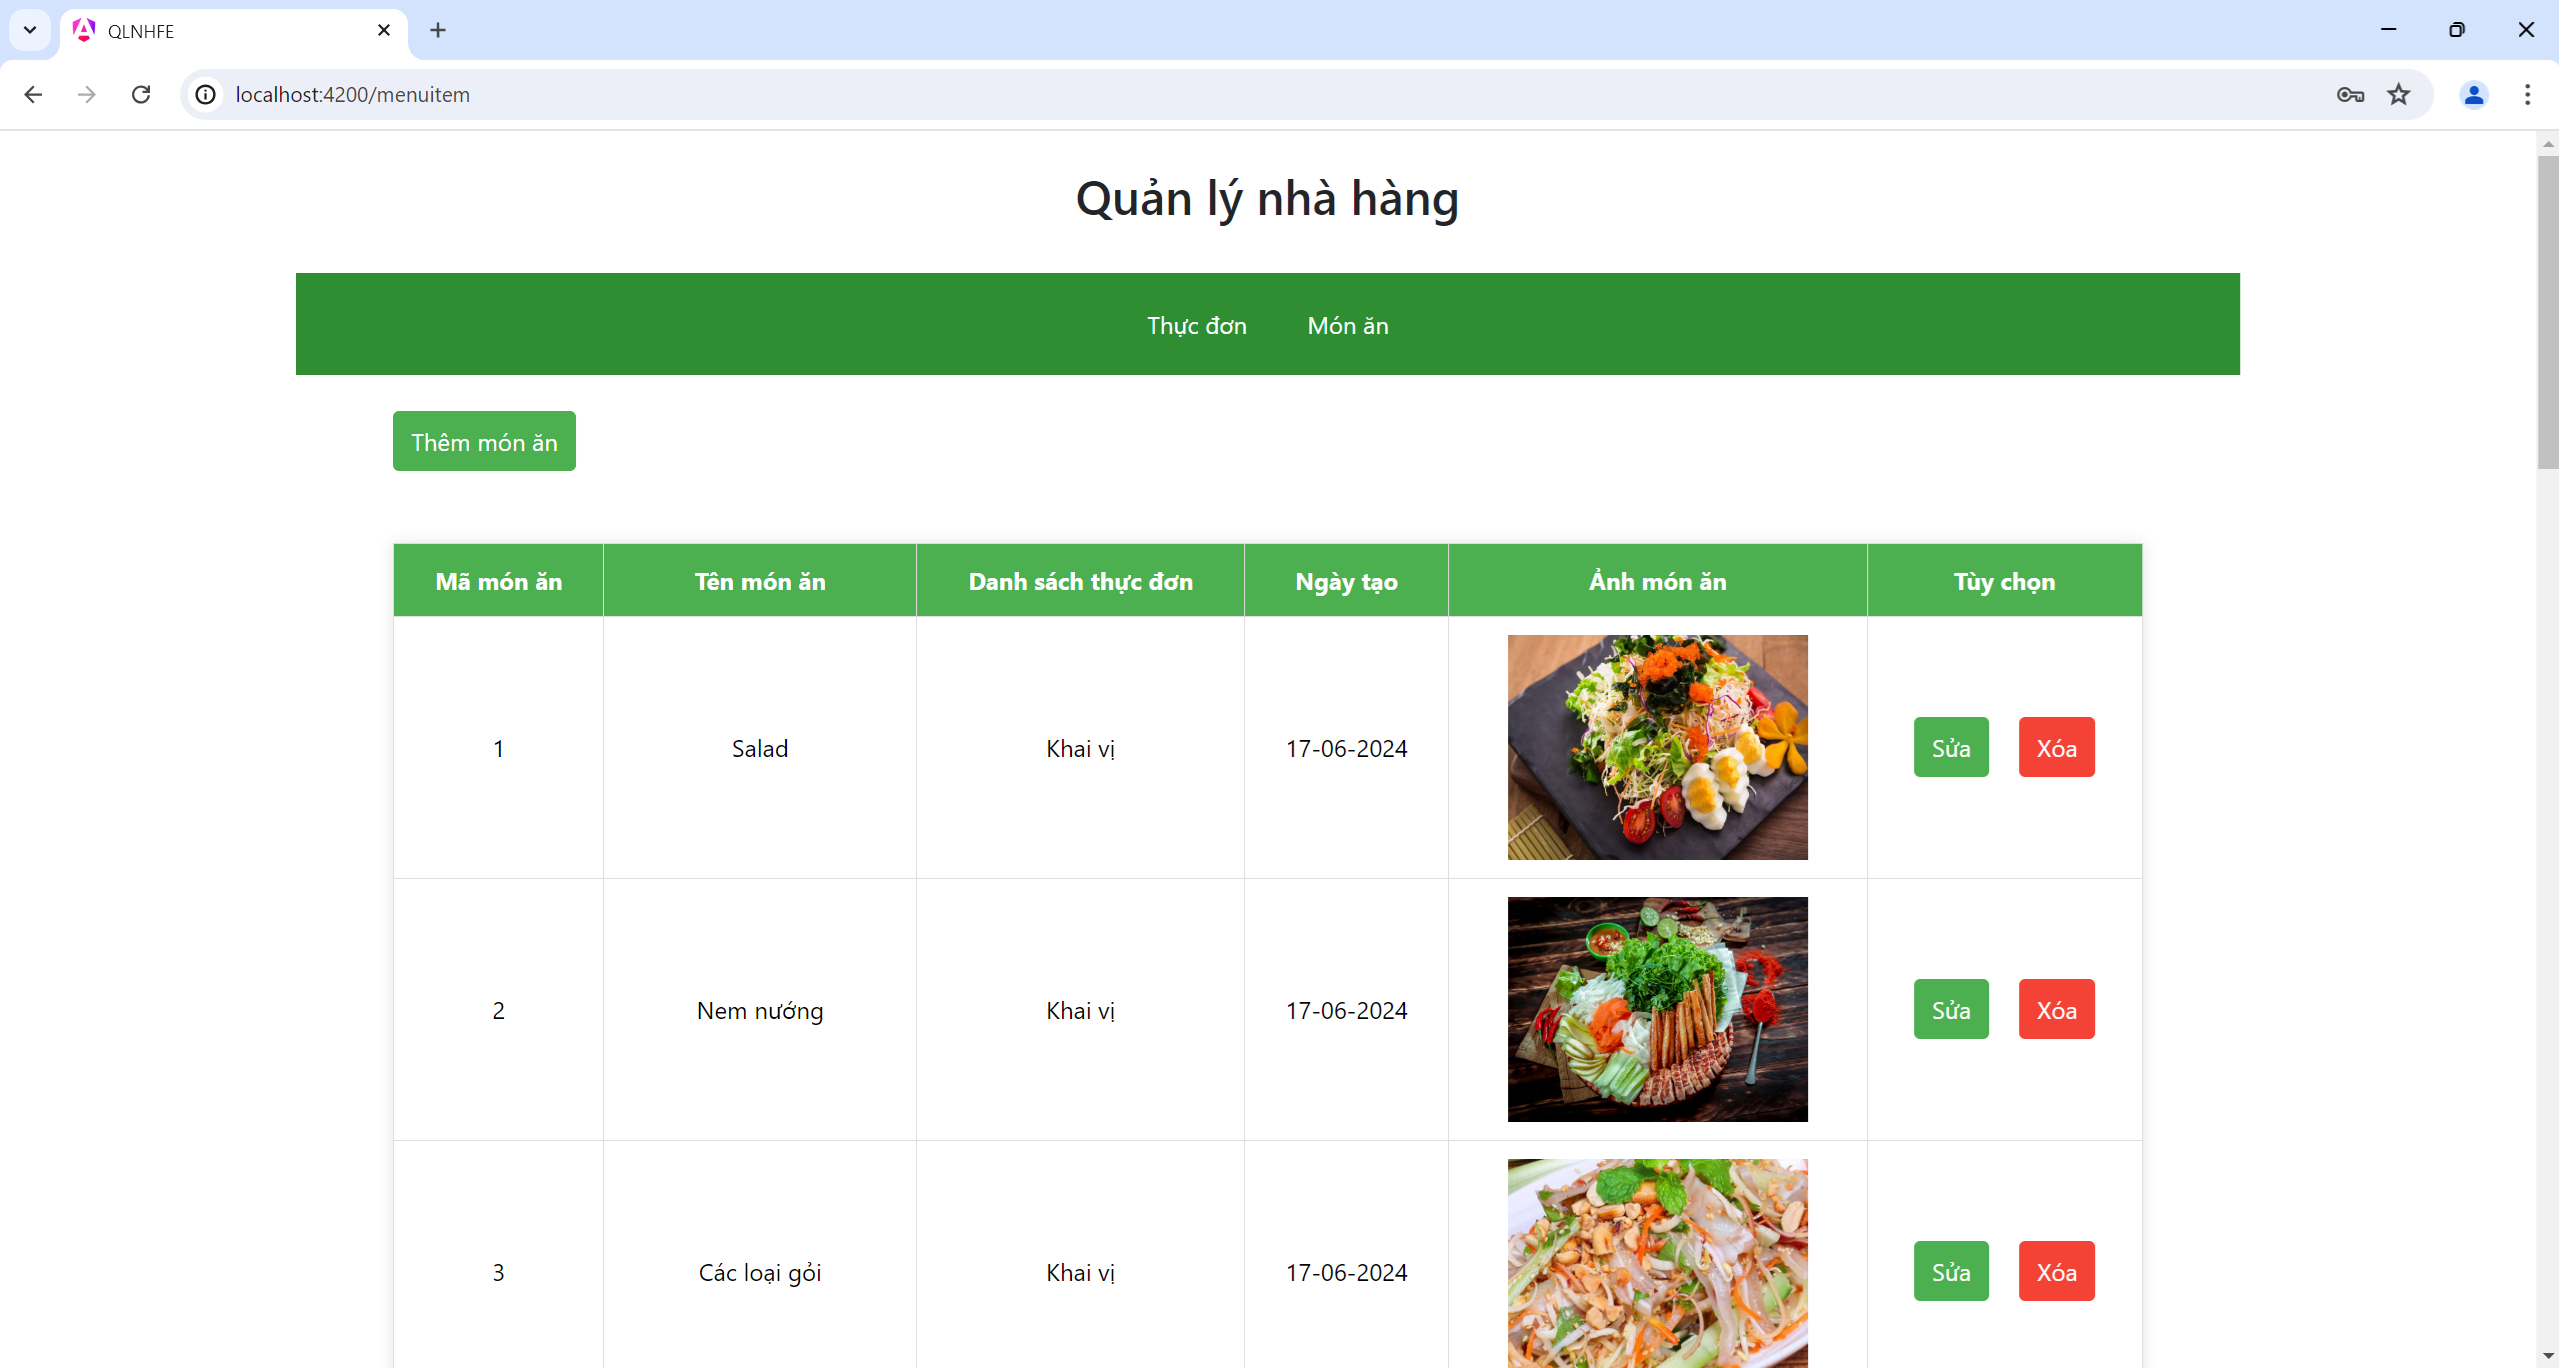 QLNHFE
localhost:4200/menuitem
Quản lý nhà hàng
Thực đơn Món ăn
Thêm món ăn
Mã món ăn Tên món ăn Danh sách thực đơn Ngày tạo Ảnh món ăn Tùy chọn
1 Salad Khai vị 17-06-2024 Sửa Xóa
2 Nem nướng Khai vị 17-06-2024 Sửa Xóa
3 Các loại gỏi Khai vị 17-06-2024 Sửa Xóa